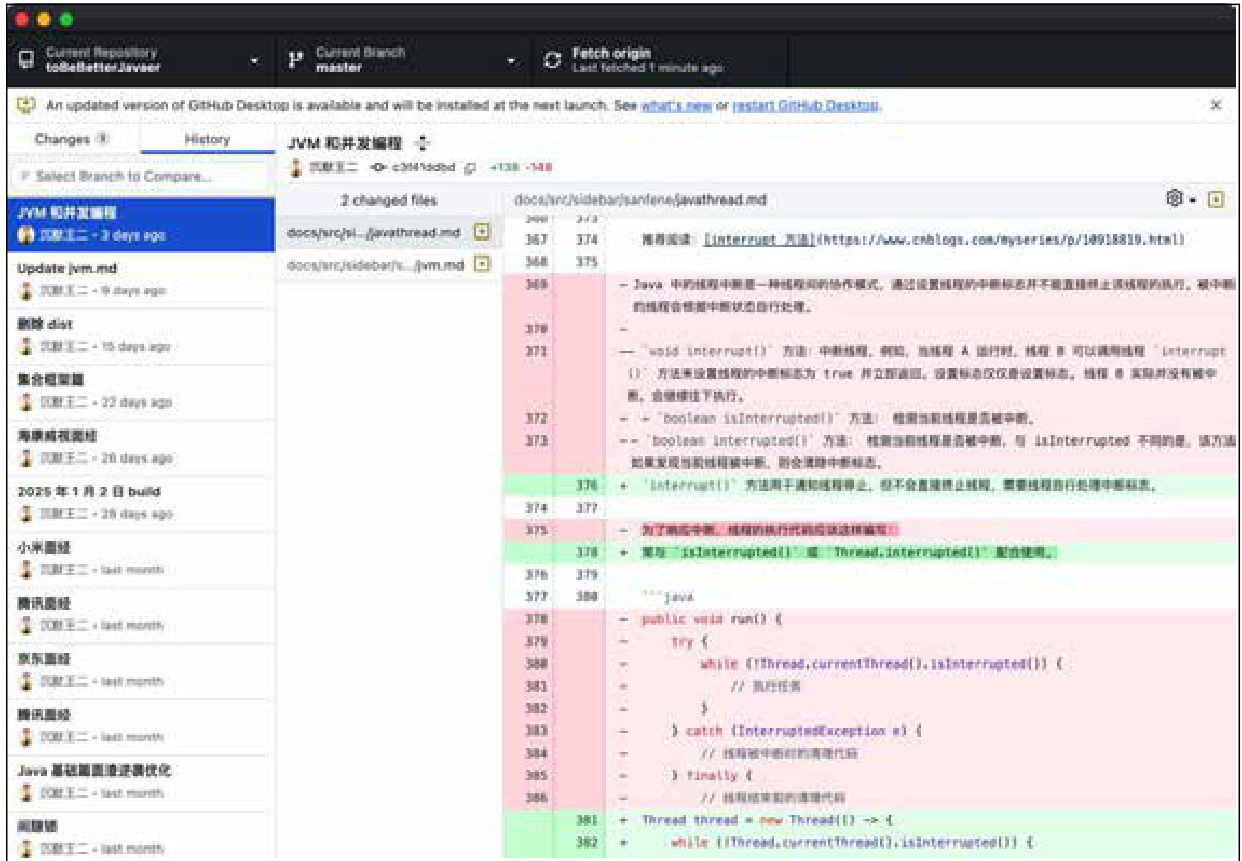 Current Repository
toBeBetterJavaer
Current Branch
master
Fetch origin
Last fetched 1 minute ago
An updated version of GitHub Desktop is available and will be installed at the next launch. See what's new or restart GitHub Desktop.
Changes
History
Select Branch to Compare...
JVM 和并发编程
沉默王二 • 3 days ago
Update jvm.md
沉默王二 • 9 days ago
删除 dist
沉默王二 • 15 days ago
集合框架篇
沉默王二 • 22 days ago
海康威视面经
沉默王二 • 26 days ago
2025 年 1 月 2 日 build
沉默王二 • 29 days ago
小米面经
沉默王二 • last month
腾讯面经
沉默王二 • last month
京东面经
沉默王二 • last month
腾讯面经
沉默王二 • last month
Java 基础篇面渣逆袭优化
沉默王二 • last month
间隙锁
沉默王二 • last month
JVM 和并发编程
沉默王二 +138 -148
2 changed files
docs/src/si.../javathread.md
docs/src/sidebar/s.../jvm.md
docs/src/sidebar/sanfene/javathread.md
366 373
367 374 推荐阅读：[interrupt 方法](https://www.cnblogs.com/myseries/p/10918819.html)
368 375
369 - Java 中的线程中断是一种线程间的协作模式，通过设置线程的中断标志并不能直接终止该线程的执行。被中断
的线程会根据中断状态自行处理。
370 -
371 -- `void interrupt()` 方法：中断线程，例如，当线程 A 运行时，线程 B 可以调用线程 `interrupt
()` 方法来设置线程的中断标志为 true 并立即返回。设置标志仅仅是设置标志，线程 B 实际并没有被中
断，会继续往下执行。
372 - - `boolean isInterrupted()` 方法： 检测当前线程是否被中断。
373 -- `boolean interrupted()` 方法： 检测当前线程是否被中断，与 isInterrupted 不同的是，该方法
如果发现当前线程被中断，则会清除中断标志。
376 + `interrupt()` 方法用于通知线程停止，但不会直接终止线程，需要线程自行处理中断标志。
374 377
375 - 为了响应中断，线程的执行代码应该这样编写：
378 + 常与 `isInterrupted()` 或 `Thread.interrupted()` 配合使用。
376 379
377 380 ```java
378 - public void run() {
379 - try {
380 - while (!Thread.currentThread().isInterrupted()) {
381 - // 执行任务
382 - }
383 - } catch (InterruptedException e) {
384 - // 线程被中断时的清理代码
385 - } finally {
386 - // 线程结束前的清理代码
381 + Thread thread = new Thread(() -> {
382 + while (!Thread.currentThread().isInterrupted()) {